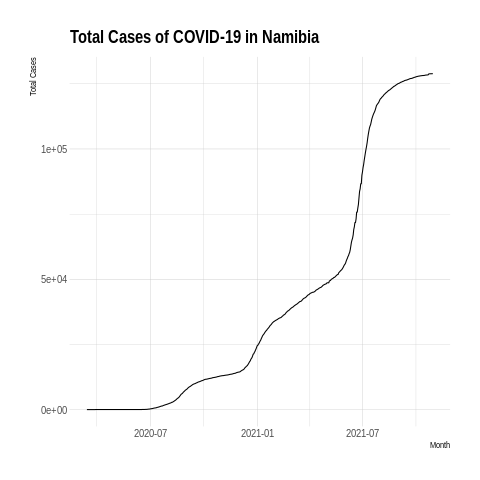 Total Cases of COVID-19 in Namibia
Total Cases
1e+05
5e+04
0e+00
2020-07 2021-01 2021-07
Month